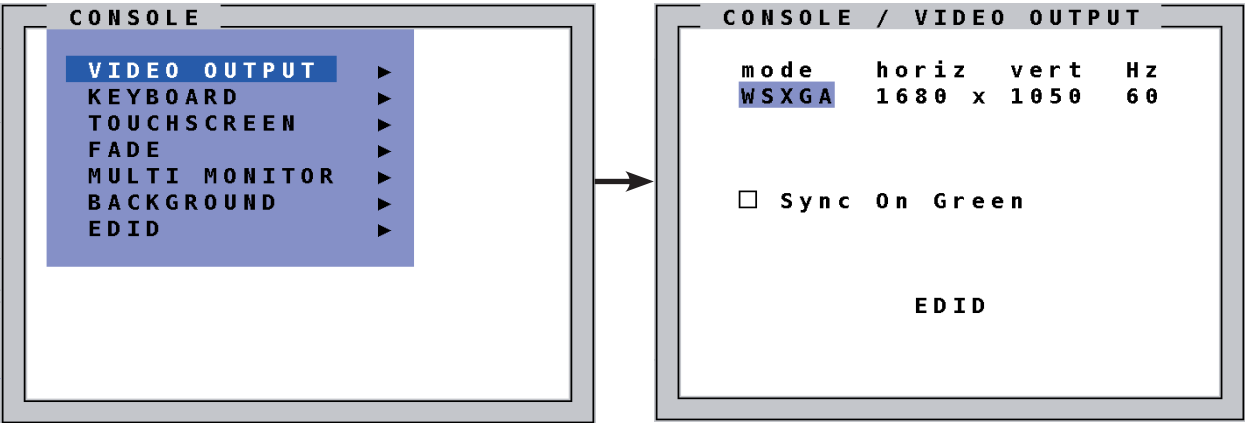 CONSOLE
VIDEO OUTPUT ►
KEYBOARD ►
TOUCHSCREEN ►
FADE ►
MULTI MONITOR ►
BACKGROUND ►
EDID ►
CONSOLE / VIDEO OUTPUT
mode horiz vert Hz
WSXGA 1680 x 1050 60
☐ Sync On Green
EDID